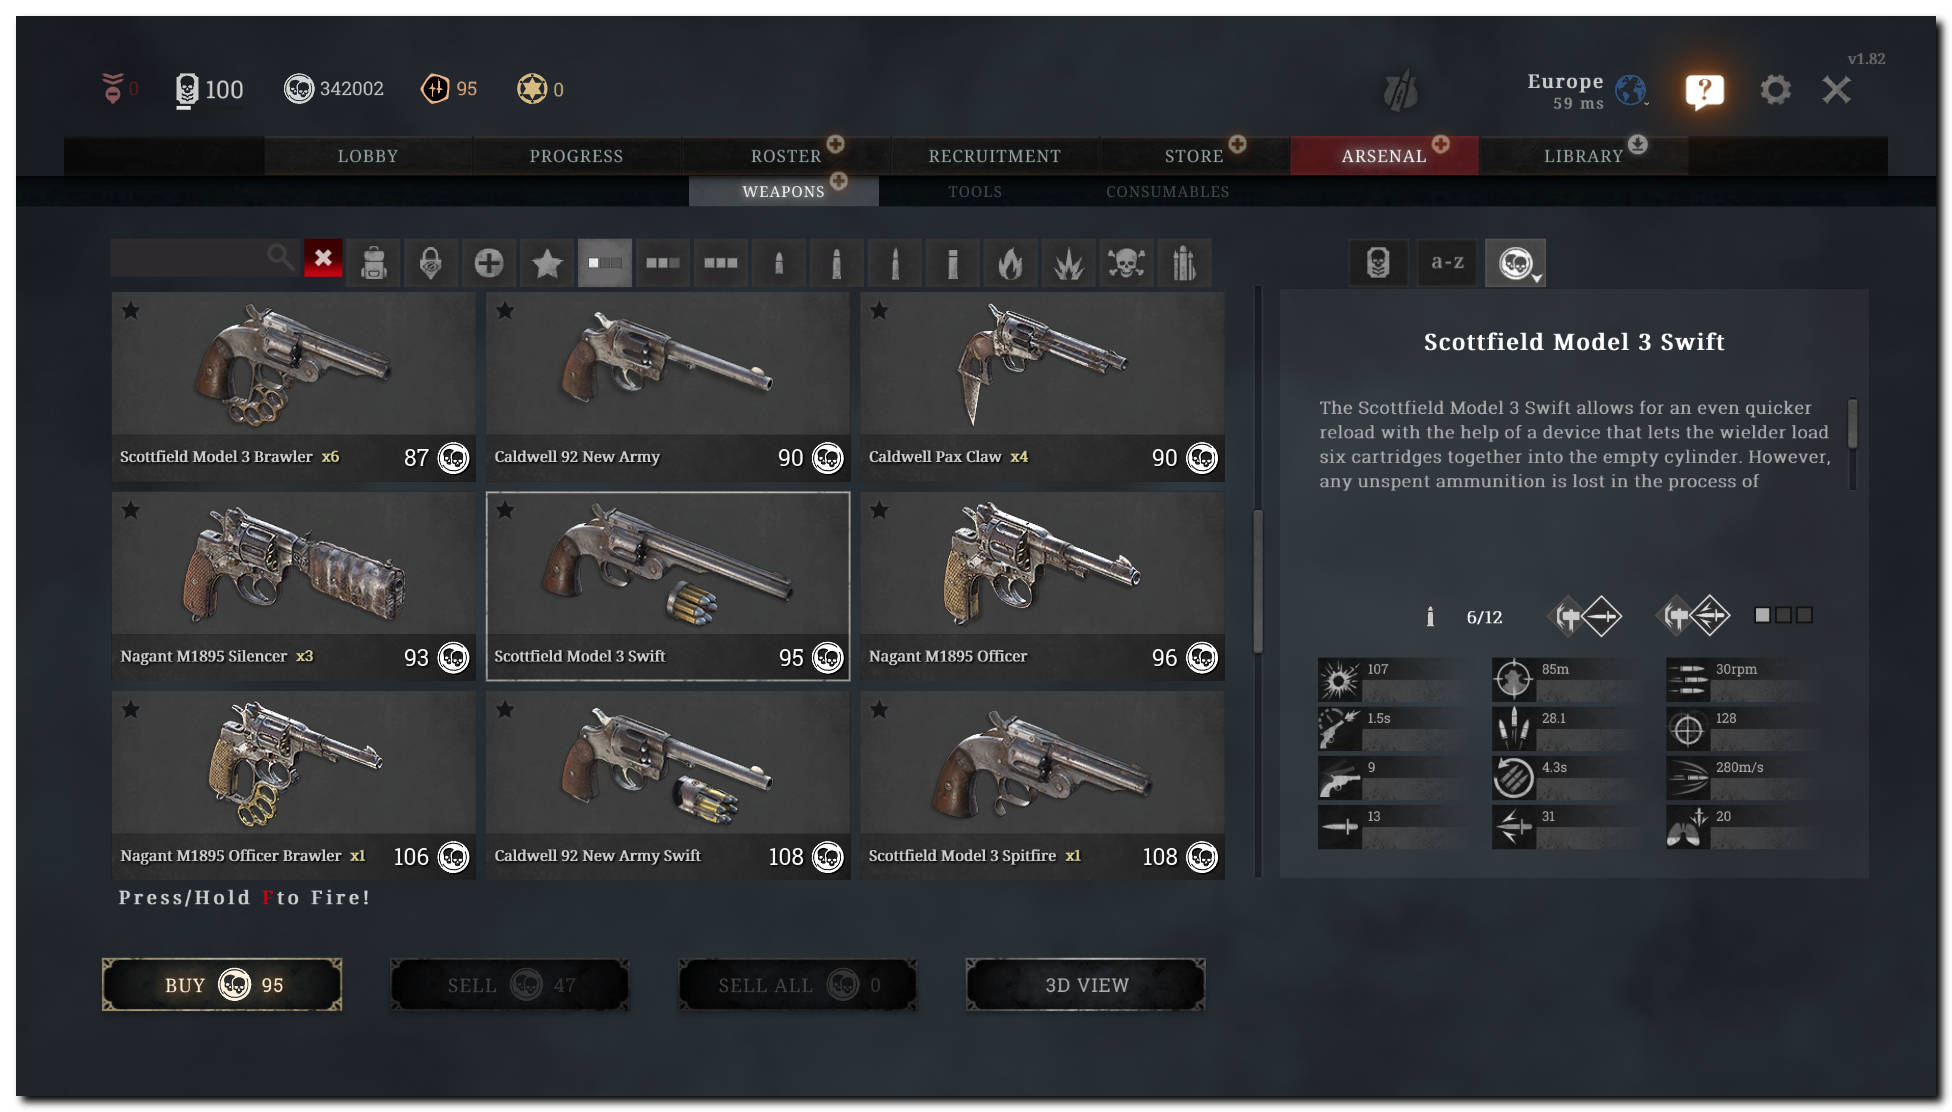 v1.82
0
100
342002
95
0
Europe
59 ms
?
LOBBY
PROGRESS
ROSTER
RECRUITMENT
STORE
ARSENAL
LIBRARY
WEAPONS
TOOLS
CONSUMABLES
a-z
Scottfield Model 3 Brawler x6 87
Caldwell 92 New Army 90
Caldwell Pax Claw x4 90
Nagant M1895 Silencer x3 93
Scottfield Model 3 Swift 95
Nagant M1895 Officer 96
Nagant M1895 Officer Brawler x1 106
Caldwell 92 New Army Swift 108
Scottfield Model 3 Spitfire x1 108
Press/Hold F to Fire!
BUY 95
SELL 47
SELL ALL 0
3D VIEW
Scottfield Model 3 Swift
The Scottfield Model 3 Swift allows for an even quicker
reload with the help of a device that lets the wielder load
six cartridges together into the empty cylinder. However,
any unspent ammunition is lost in the process of
6/12
107
85m
30rpm
1.5s
28.1
128
9
4.3s
280m/s
13
31
20